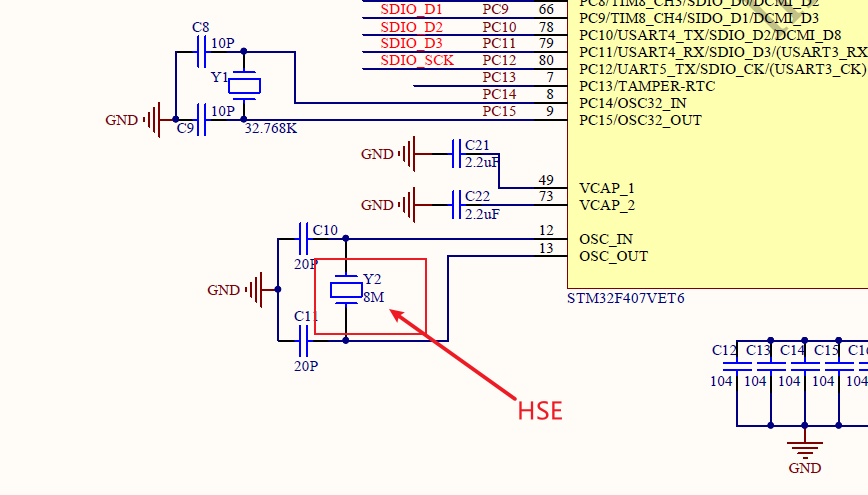 PC8/TIM8_CH3/SDIO_D0/DCMI_D2
SDIO_D1 PC9 66 PC9/TIM8_CH4/SIDO_D1/DCMI_D3
SDIO_D2 PC10 78 PC10/USART4_TX/SDIO_D2/DCMI_D8
SDIO_D3 PC11 79 PC11/USART4_RX/SDIO_D3/(USART3_RX
SDIO_SCK PC12 80 PC12/UART5_TX/SDIO_CK/(USART3_CK)
PC13 7 PC13/TAMPER-RTC
PC14 8 PC14/OSC32_IN
PC15 9 PC15/OSC32_OUT
C8
10P
Y1
10P
GND
C9
32.768K
GND C21
2.2uF
49 VCAP_1
GND C22
2.2uF
73 VCAP_2
C10
12 OSC_IN
13 OSC_OUT
20P
Y2
8M
GND
C11
20P
STM32F407VET6
HSE
C12 C13 C14 C15 C16
104 104 104 104 104
GND